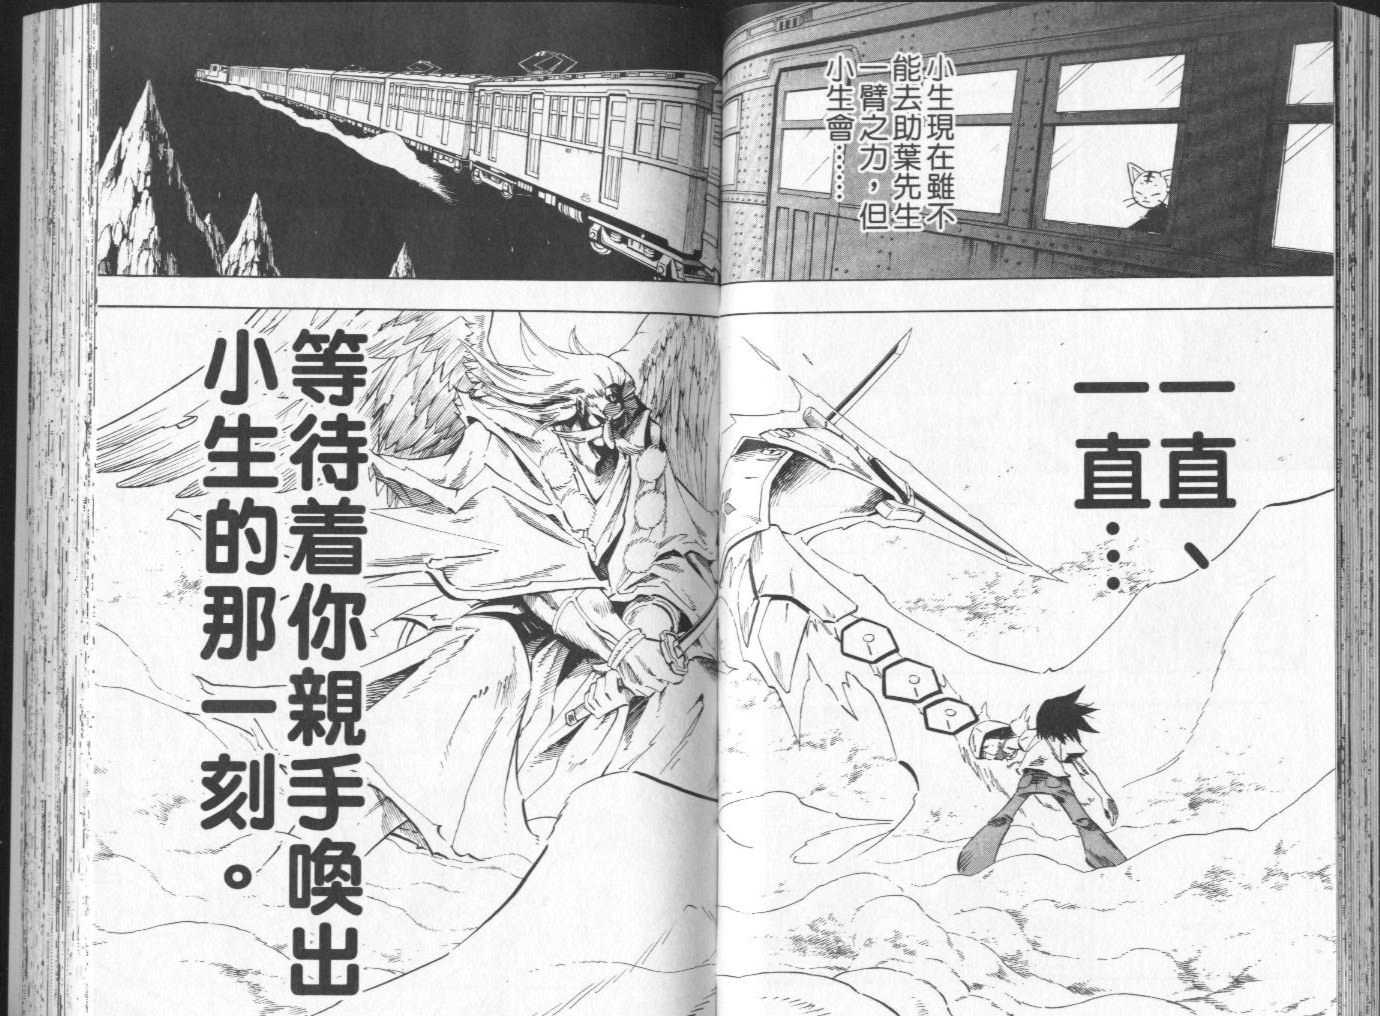 小生現在雖不
能去助葉先生
一臂之力，但
小生會……
一直、
一直…
等待着你親手喚出
小生的那一刻。